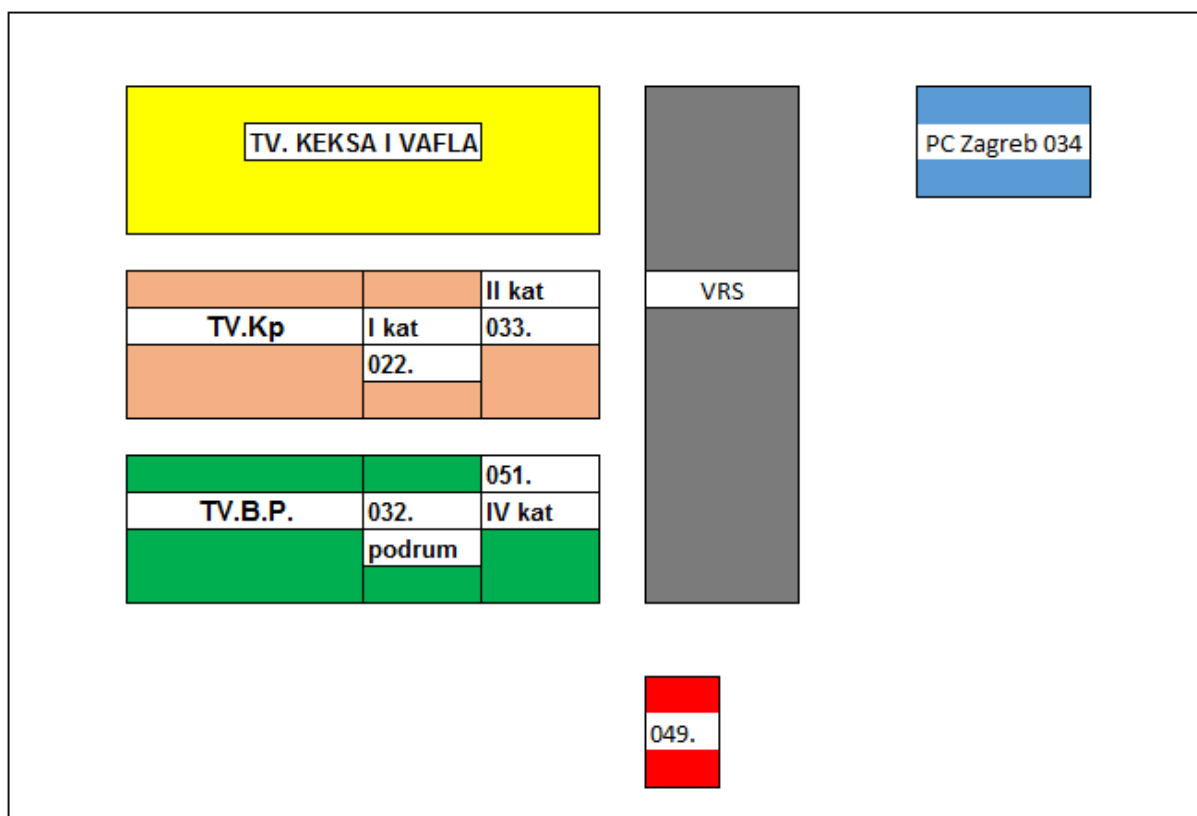 TV. KEKSA I VAFLA
PC Zagreb 034
VRS
II kat
TV.Kp
I kat
033.
022.
051.
TV.B.P.
032.
IV kat
podrum
049.